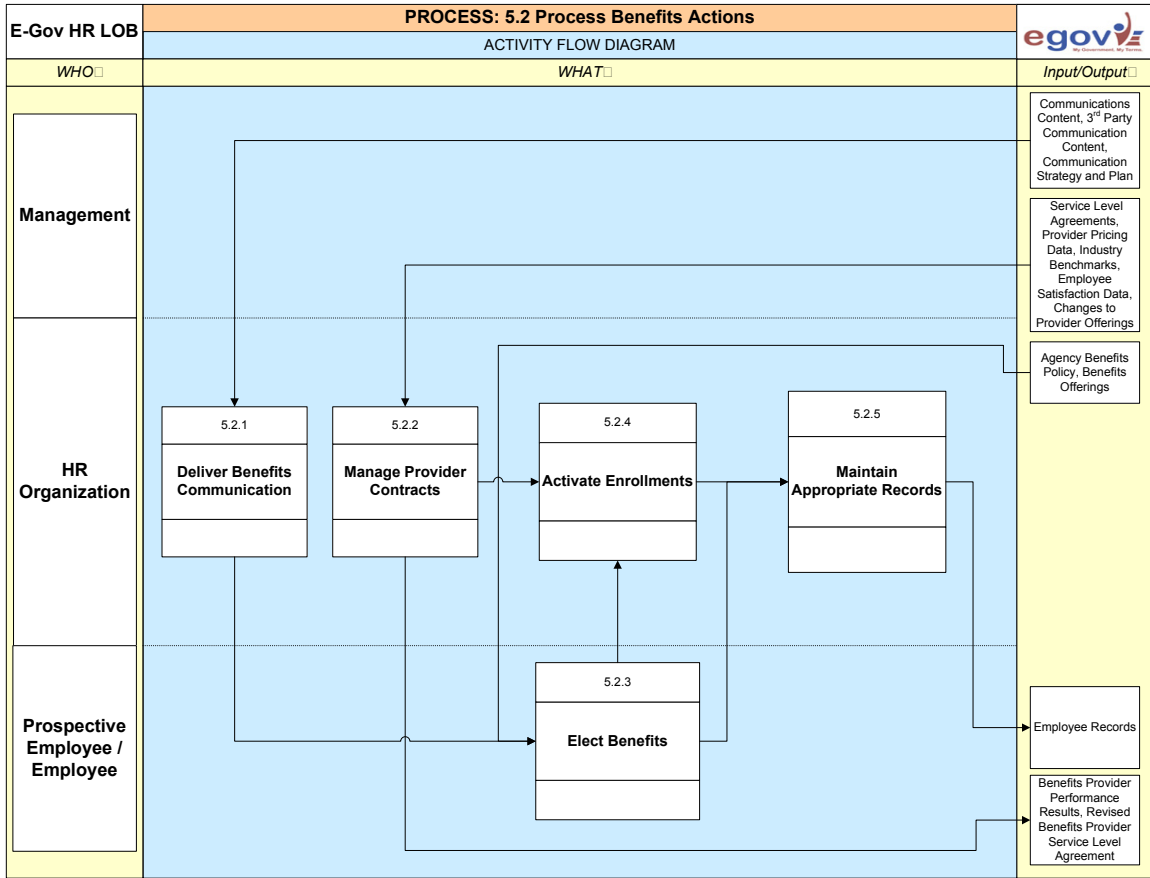 E-Gov HR LOB
PROCESS: 5.2 Process Benefits Actions
ACTIVITY FLOW DIAGRAM
egov
My Government. My Terms.
WHO□
WHAT□
Input/Output□
Management
HR
Organization
Prospective
Employee /
Employee
5.2.1
Deliver Benefits
Communication
5.2.2
Manage Provider
Contracts
5.2.4
Activate Enrollments
5.2.5
Maintain
Appropriate Records
5.2.3
Elect Benefits
Communications
Content, 3rd Party
Communication
Content,
Communication
Strategy and Plan
Service Level
Agreements,
Provider Pricing
Data, Industry
Benchmarks,
Employee
Satisfaction Data,
Changes to
Provider Offerings
Agency Benefits
Policy, Benefits
Offerings
Employee Records
Benefits Provider
Performance
Results, Revised
Benefits Provider
Service Level
Agreement